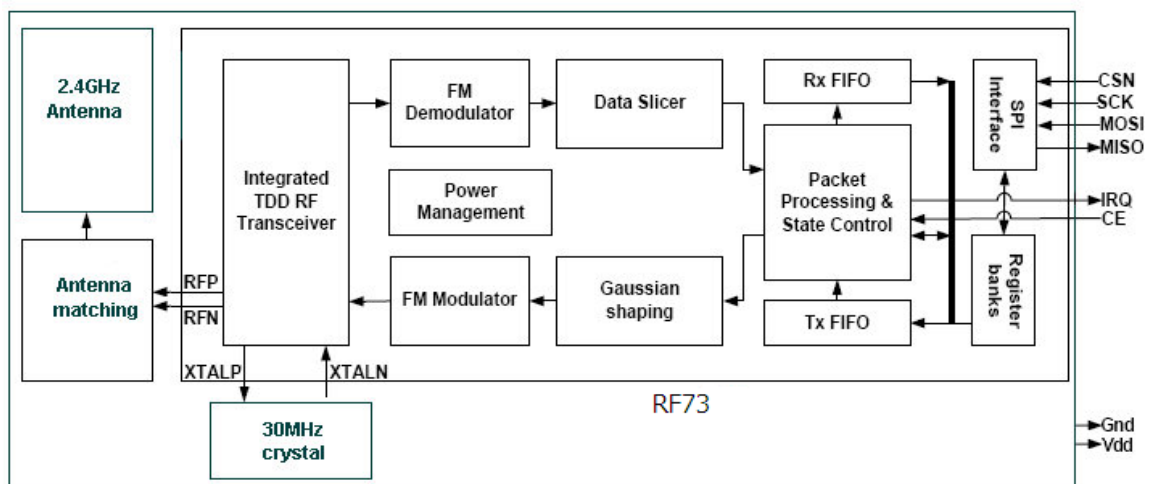 2.4GHz
Antenna
Antenna
matching
RFP
RFN
Integrated
TDD RF
Transceiver
XTALP
XTALN
30MHz
crystal
FM
Demodulator
Data Slicer
Power
Management
FM Modulator
Gaussian
shaping
Rx FIFO
Packet
Processing &
State Control
Tx FIFO
SPI
Interface
Register
banks
CSN
SCK
MOSI
MISO
IRQ
CE
RF73
Gnd
Vdd